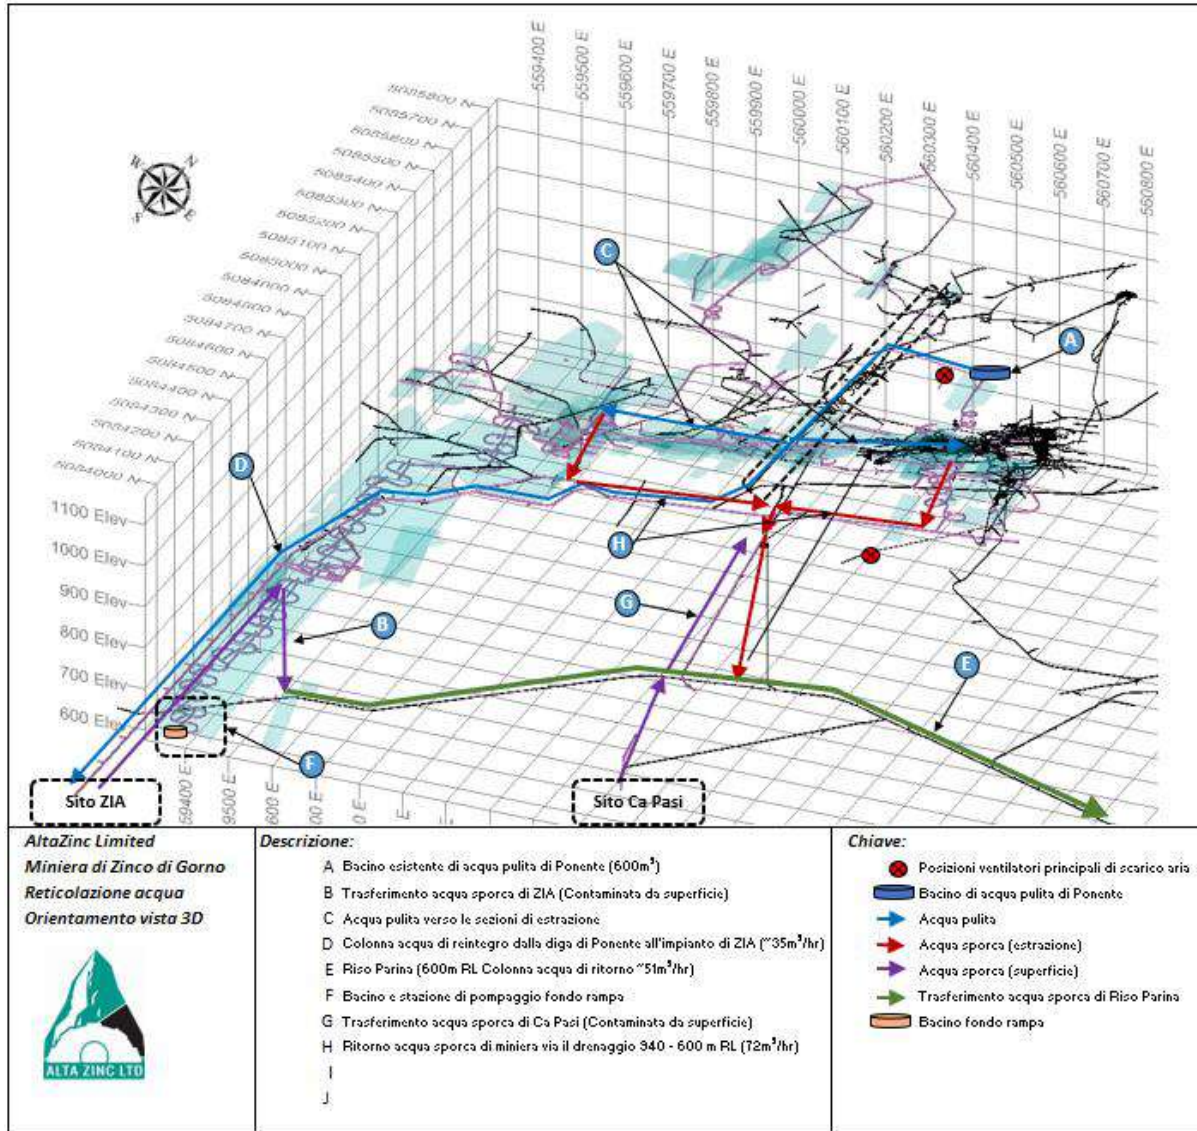 559400 E
559500 E
559600 E
559700 E
559800 E
559900 E
560000 E
560100 E
560200 E
560300 E
560400 E
560500 E
560600 E
560700 E
560800 E
5085800 N
5085700 N
5085600 N
5085500 N
5085400 N
5085300 N
5085200 N
5085100 N
5085000 N
5084900 N
5084800 N
5084700 N
5084600 N
5084500 N
5084400 N
5084300 N
5084200 N
5084100 N
5084000 N
W N
S E
C
A
D
1100 Elev
1000 Elev
900 Elev
800 Elev
700 Elev
600 Elev
H
G
B
E
F
Sito ZIA
Sito Ca Pasi
AltaZinc Limited
Miniera di Zinco di Gorno
Reticolazione acqua
Orientamento vista 3D
ALTA ZINC LTD
Descrizione:
A Bacino esistente di acqua pulita di Ponente (600m³)
B Trasferimento acqua sporca di ZIA (Contaminata da superficie)
C Acqua pulita verso le sezioni di estrazione
D Colonna acqua di reintegro dalla diga di Ponente all'impianto di ZIA (~35m³/hr)
E Riso Parina (600m RL Colonna acqua di ritorno ~51m³/hr)
F Bacino e stazione di pompaggio fondo rampa
G Trasferimento acqua sporca di Ca Pasi (Contaminata da superficie)
H Ritorno acqua sporca di miniera via il drenaggio 940 - 600 m RL (72m³/hr)
I
J
Chiave:
Posizioni ventilatori principali di scarico aria
Bacino di acqua pulita di Ponente
Acqua pulita
Acqua sporca (estrazione)
Acqua sporca (superficie)
Trasferimento acqua sporca di Riso Parina
Bacino fondo rampa